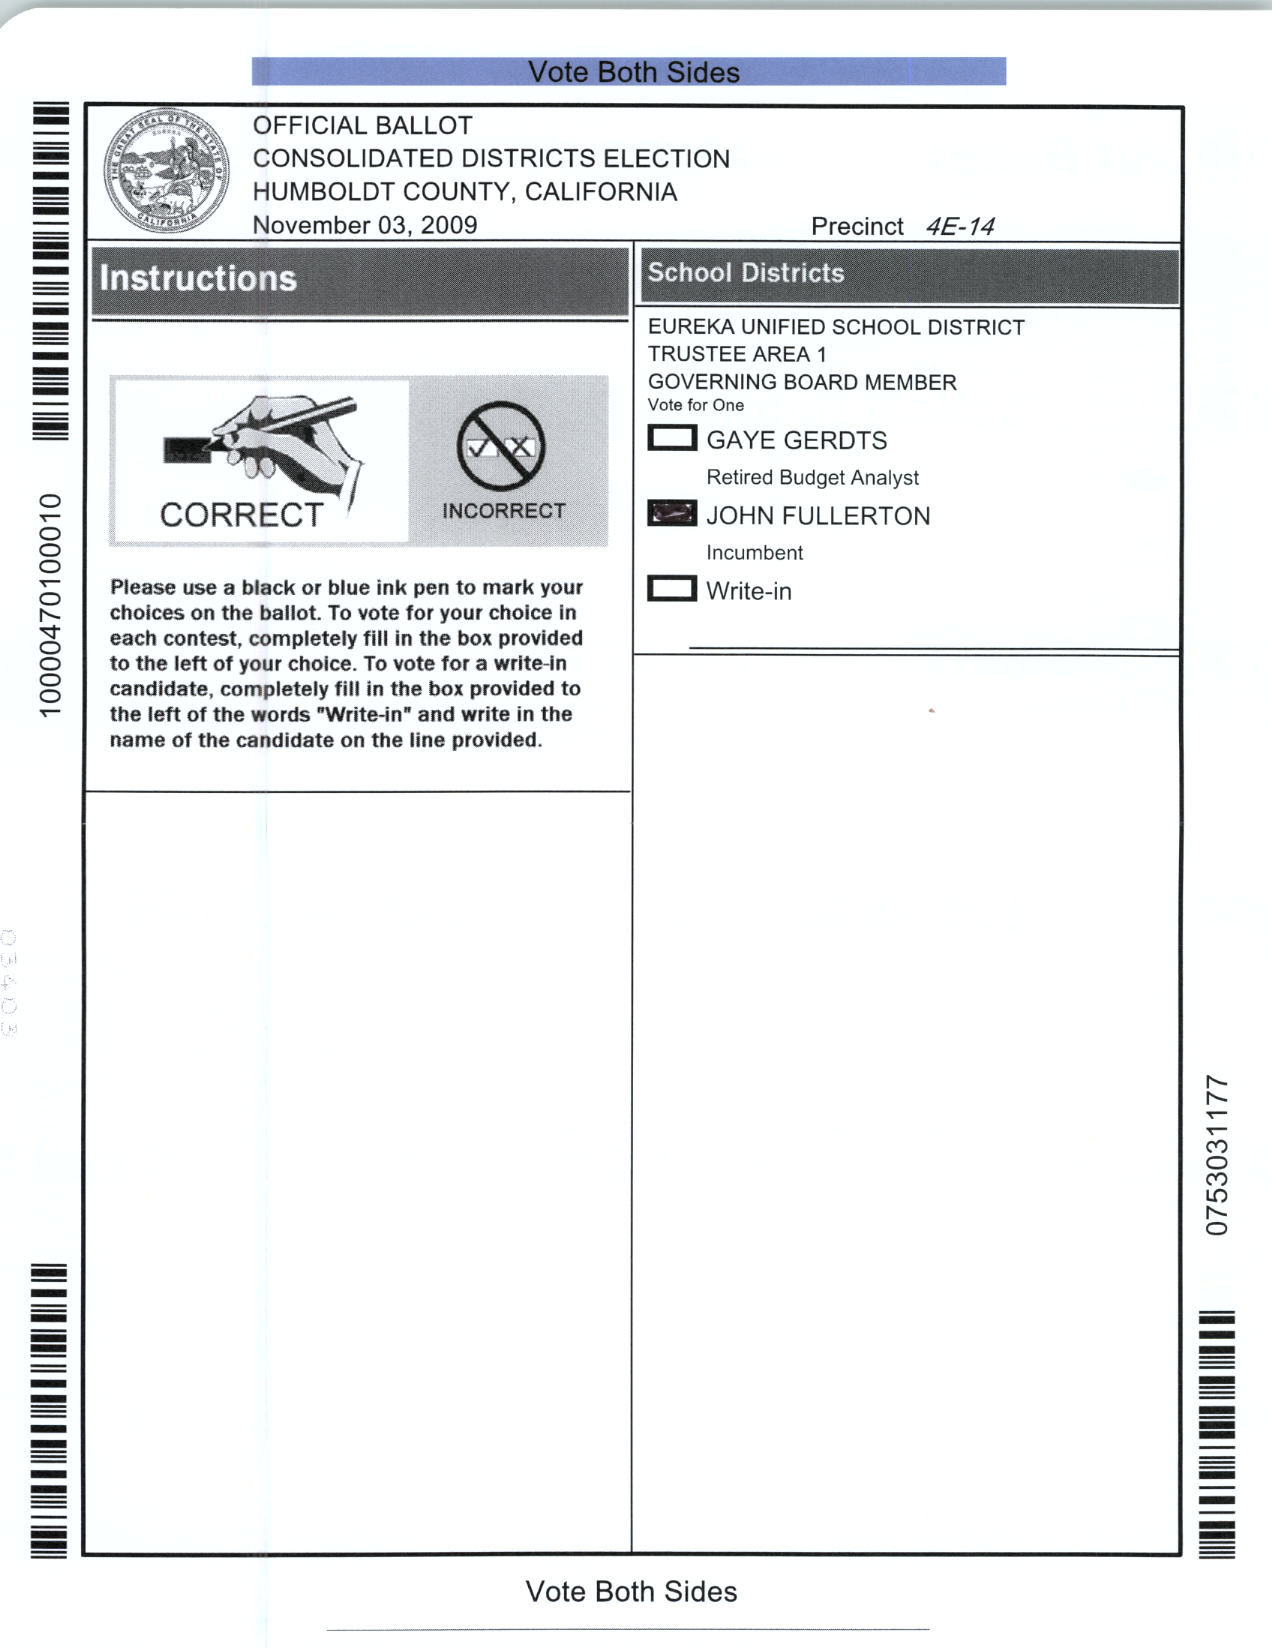 Vote Both Sides
OFFICIAL BALLOT
CONSOLIDATED DISTRICTS ELECTION
HUMBOLDT COUNTY, CALIFORNIA
November 03, 2009
Precinct 4E-14
THE GREAT SEAL OF THE STATE OF CALIFORNIA
EUREKA
10000470100010
Instructions
CORRECT
INCORRECT
Please use a black or blue ink pen to mark your
choices on the ballot. To vote for your choice in
each contest, completely fill in the box provided
to the left of your choice. To vote for a write-in
candidate, completely fill in the box provided to
the left of the words "Write-in" and write in the
name of the candidate on the line provided.
School Districts
EUREKA UNIFIED SCHOOL DISTRICT
TRUSTEE AREA 1
GOVERNING BOARD MEMBER
Vote for One
GAYE GERDTS
Retired Budget Analyst
JOHN FULLERTON
Incumbent
Write-in
0753031177
Vote Both Sides